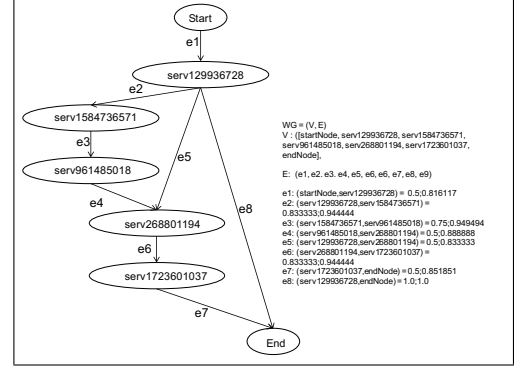 Start
e1
serv129936728
e2
serv1584736571
e3
serv961485018
e5
e4
e8
serv268801194
e6
serv1723601037
e7
End
WG = (V, E)
V : ([startNode, serv129936728, serv1584736571,
serv961485018, serv268801194, serv1723601037,
endNode],
E: (e1, e2. e3. e4, e5, e6, e6, e7, e8, e9)
e1: (startNode,serv129936728) = 0.5;0.816117
e2: (serv129936728,serv1584736571) =
0.833333;0.944444
e3: (serv1584736571,serv961485018) = 0.75;0.949494
e4: (serv961485018,serv268801194) = 0.5;0.888888
e5: (serv129936728,serv268801194) = 0.5;0.833333
e6: (serv268801194,serv1723601037) =
0.833333;0.944444
e7: (serv1723601037,endNode) = 0.5;0.851851
e8: (serv129936728,endNode) = 1.0;1.0